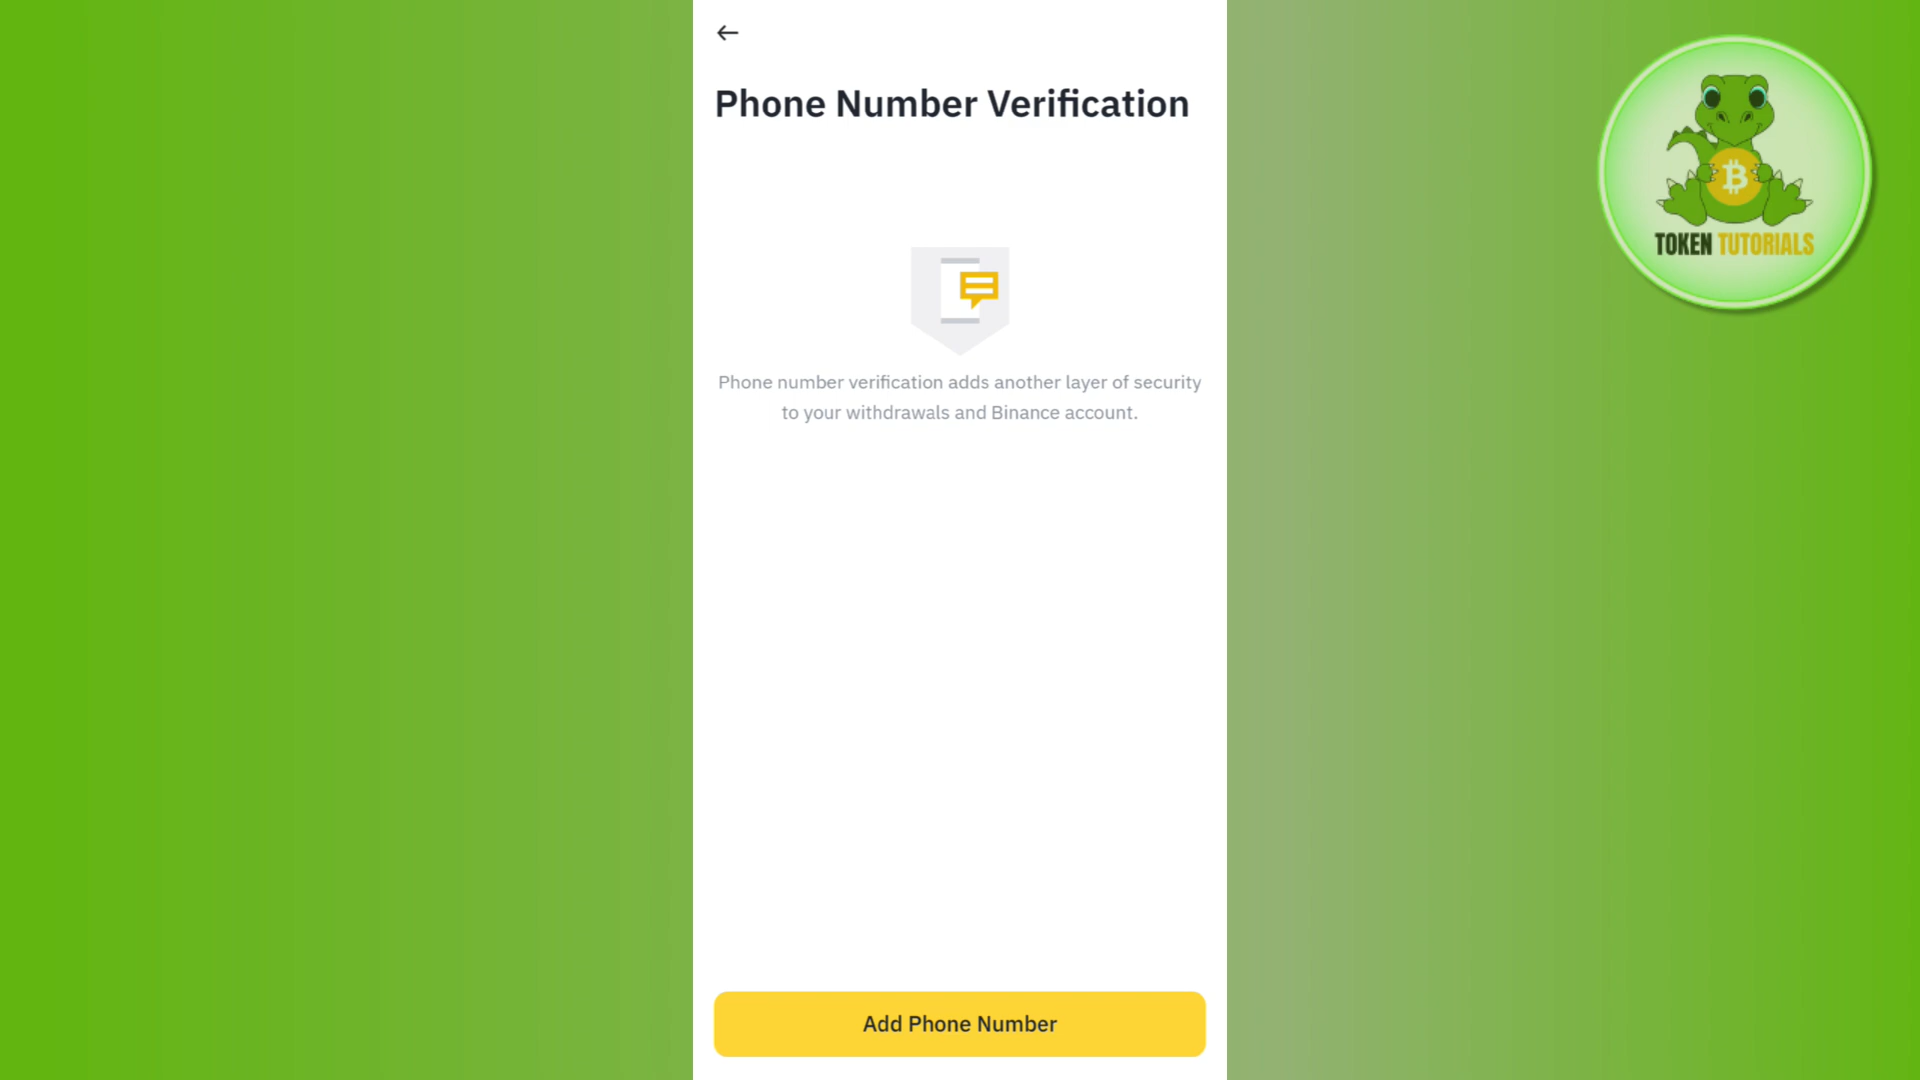 Phone Number Verification
TOKEN TUTORIALS
Phone number verification adds another layer of security
to your withdrawals and Binance account.
Add Phone Number